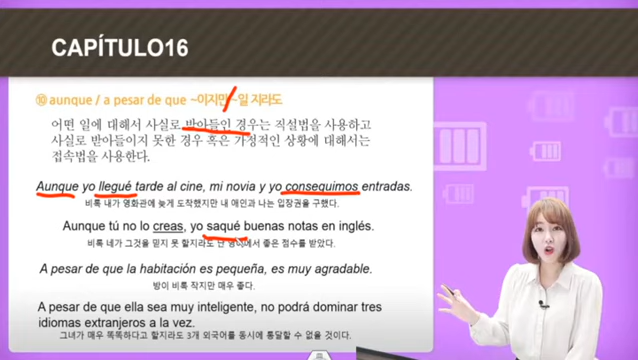 CAPÍTULO16
⑩ aunque / a pesar de que ~이지만/~일 지라도
어떤 일에 대해서 사실로 받아들인 경우는 직설법을 사용하고
사실로 받아들이지 못한 경우 혹은 가정적인 상황에 대해서는
접속법을 사용한다.
Aunque yo llegué tarde al cine, mi novia y yo conseguimos entradas.
비록 내가 영화관에 늦게 도착했지만 내 애인과 나는 입장권을 구했다.
Aunque tú no lo creas, yo saqué buenas notas en inglés.
비록 네가 그것을 믿지 못 할지라도 난 영어에서 좋은 점수를 받았다.
A pesar de que la habitación es pequeña, es muy agradable.
방이 비록 작지만 매우 좋다.
A pesar de que ella sea muy inteligente, no podrá dominar tres
idiomas extranjeros a la vez.
그녀가 매우 똑똑하다고 할지라도 3개 외국어를 동시에 통달할 수 없을 것이다.